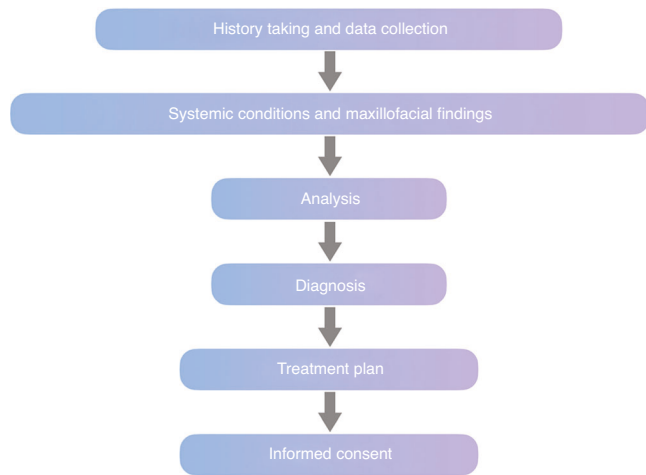 History taking and data collection
Systemic conditions and maxillofacial findings
Analysis
Diagnosis
Treatment plan
Informed consent